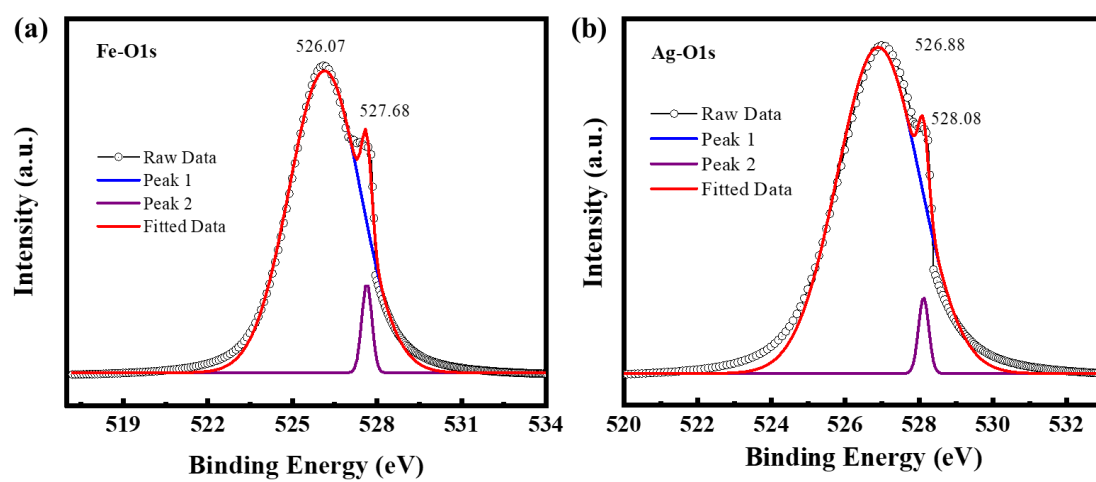 (a)
Fe-O1s
526.07
527.68
Raw Data
Peak 1
Peak 2
Fitted Data
Intensity (a.u.)
519 522 525 528 531 534
Binding Energy (eV)
(b)
Ag-O1s
526.88
528.08
Raw Data
Peak 1
Peak 2
Fitted Data
Intensity (a.u.)
520 522 524 526 528 530 532
Binding Energy (eV)